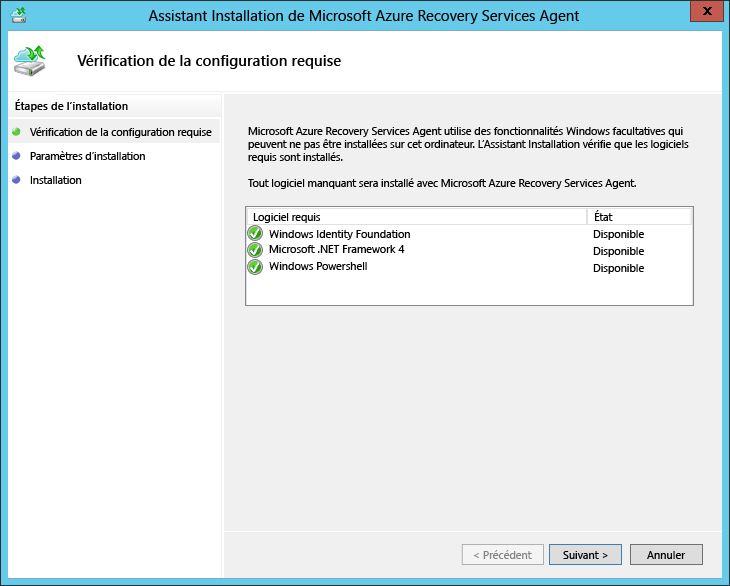 Assistant Installation de Microsoft Azure Recovery Services Agent
x
Vérification de la configuration requise
Étapes de l'installation
Vérification de la configuration requise
Paramètres d'installation
Installation
Microsoft Azure Recovery Services Agent utilise des fonctionnalités Windows facultatives qui
peuvent ne pas être installées sur cet ordinateur. L'Assistant Installation vérifie que les logiciels
requis sont installés.
Tout logiciel manquant sera installé avec Microsoft Azure Recovery Services Agent.
Logiciel requis État
Windows Identity Foundation Disponible
Microsoft .NET Framework 4 Disponible
Windows Powershell Disponible
< Précédent Suivant > Annuler